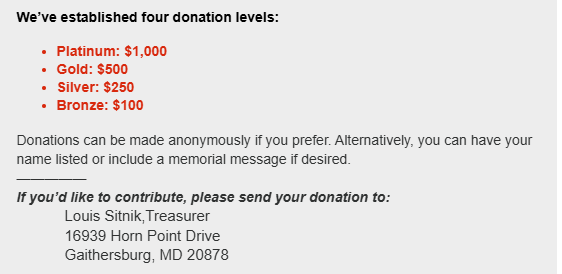 We've established four donation levels:
• Platinum: $1,000
• Gold: $500
• Silver: $250
• Bronze: $100
Donations can be made anonymously if you prefer. Alternatively, you can have your
name listed or include a memorial message if desired.
__________
If you'd like to contribute, please send your donation to:
Louis Sitnik,Treasurer
16939 Horn Point Drive
Gaithersburg, MD 20878